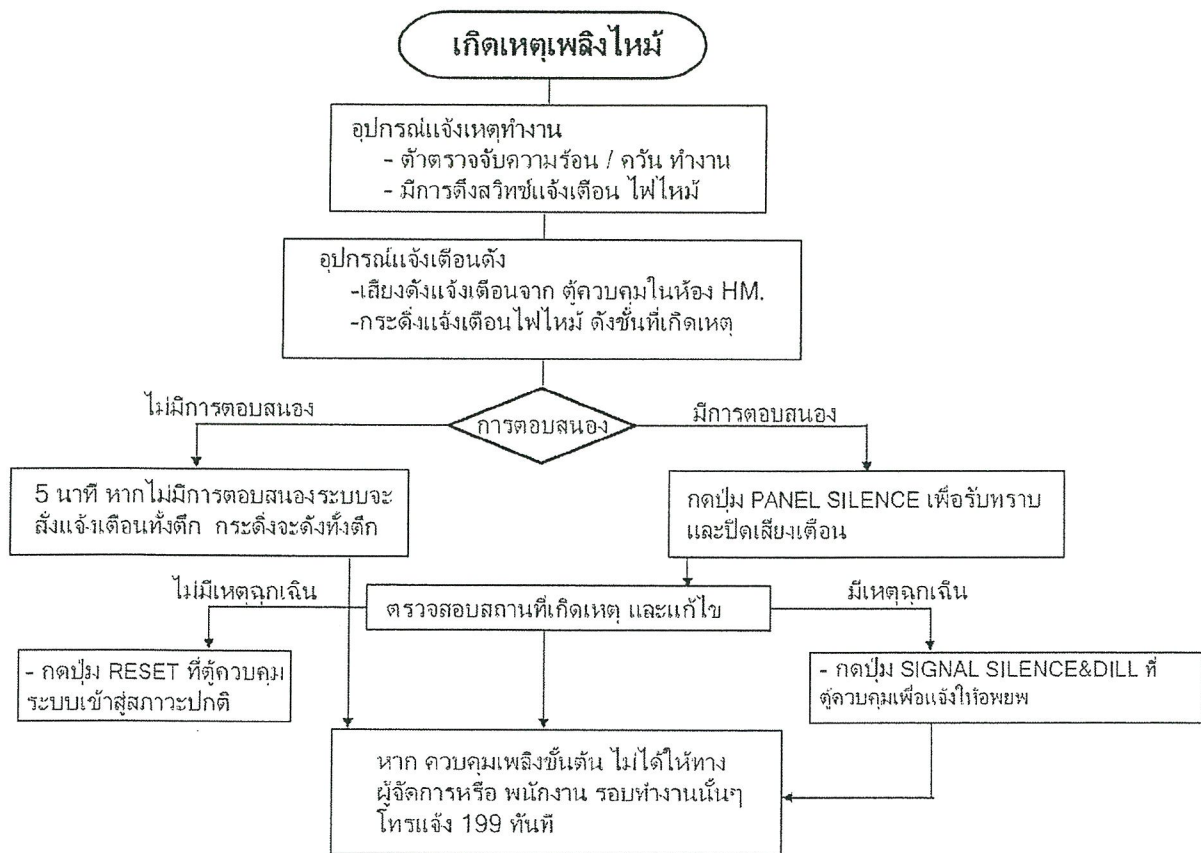 เกิดเหตุเพลิงไหม้
อุปกรณ์แจ้งเหตุทำงาน
- ตัวตรวจจับความร้อน / ควัน ทำงาน
- มีการดึงสวิทช์แจ้งเตือน ไฟไหม้
อุปกรณ์แจ้งเตือนดัง
-เสียงดังแจ้งเตือนจาก ตู้ควบคุมในห้อง HM.
-กระดิ่งแจ้งเตือนไฟไหม้ ดังชั้นที่เกิดเหตุ
ไม่มีการตอบสนอง
การตอบสนอง
มีการตอบสนอง
5 นาที หากไม่มีการตอบสนองระบบจะ
สั่งแจ้งเตือนทั้งตึก กระดิ่งจะดังทั้งตึก
กดปุ่ม PANEL SILENCE เพื่อรับทราบ
และปิดเสียงเตือน
ไม่มีเหตุฉุกเฉิน
ตรวจสอบสถานที่เกิดเหตุ และแก้ไข
มีเหตุฉุกเฉิน
- กดปุ่ม RESET ที่ตู้ควบคุม
ระบบเข้าสู่สภาวะปกติ
- กดปุ่ม SIGNAL SILENCE&DILL ที่
ตู้ควบคุมเพื่อแจ้งให้อพยพ
หาก ควบคุมเพลิงขั้นต้น ไม่ได้ให้ทาง
ผู้จัดการหรือ พนักงาน รอบทำงานนั้นๆ
โทรแจ้ง 199 ทันที